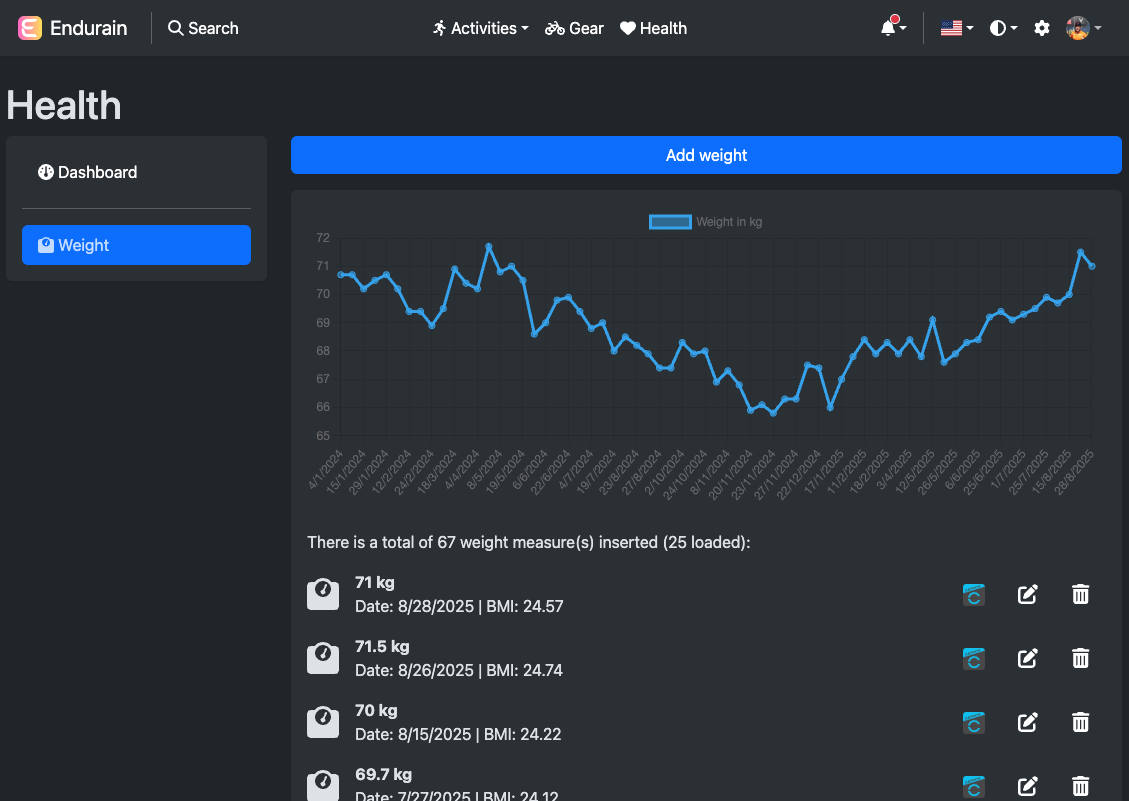 Endurain
Search
Activities
Gear
Health
Health
Dashboard
Weight
Add weight
Weight in kg
72
71
70
69
68
67
66
65
4/1/2024
15/1/2024
29/1/2024
12/2/2024
24/2/2024
18/3/2024
4/4/2024
8/5/2024
19/5/2024
6/6/2024
22/6/2024
4/7/2024
19/7/2024
23/8/2024
27/8/2024
2/10/2024
24/10/2024
8/11/2024
20/11/2024
23/11/2024
27/11/2024
22/12/2024
17/1/2025
11/2/2025
18/2/2025
3/4/2025
12/5/2025
26/5/2025
6/6/2025
25/6/2025
1/7/2025
25/7/2025
15/8/2025
28/8/2025
There is a total of 67 weight measure(s) inserted (25 loaded):
71 kg
Date: 8/28/2025 | BMI: 24.57
71.5 kg
Date: 8/26/2025 | BMI: 24.74
70 kg
Date: 8/15/2025 | BMI: 24.22
69.7 kg
Date: 7/27/2025 | BMI: 24.12